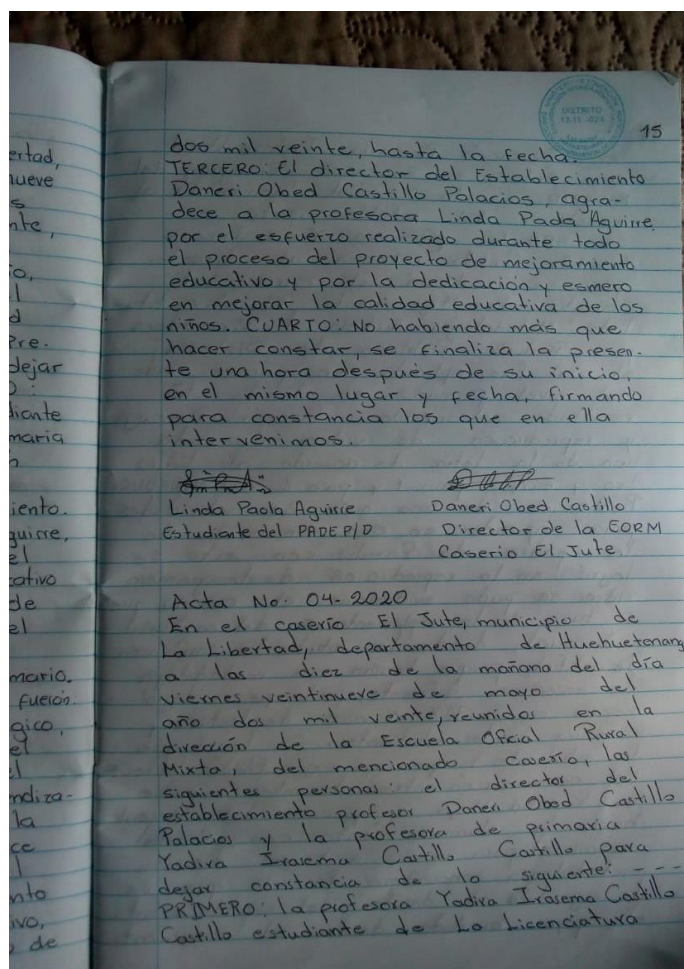 15
DISTRITO
dos mil veinte, hasta la fecha.
TERCERO: El director del Establecimiento
Daneri Obed Castillo Palacios, agra-
dece a la profesora Linda Pada Aguirre,
por el esfuerzo realizado durante todo
el proceso del proyecto de mejoramiento
educativo y por la dedicación y esmero
en mejorar la calidad educativa de los
niños. CUARTO: No habiendo más que
hacer constar, se finaliza la presen-
te una hora después de su inicio,
en el mismo lugar y fecha, firmando
para constancia los que en ella
intervenimos.
Linda Paola Aguirre
Estudiante del PADEP/D
Daneri Obed Castillo
Director de la EORM
Caserio El Jute
Acta No. 04-2020
En el caserío El Jute, municipio de
La Libertad, departamento de Huehuetenang
a las diez de la mañana del día
viernes veintinueve de mayo del
año dos mil veinte, reunidos en la
dirección de la Escuela Oficial Rural
Mixta, del mencionado caserío, las
siguientes personas: el director del
establecimiento profesor Daneri Obed Castillo
Palacios y la profesora de primaria
Yadira Irasema Castillo Castillo para
dejar constancia de lo siguiente: ---
PRIMERO: la profesora Yadira Irasema Castillo
Castillo estudiante de La Licenciatura